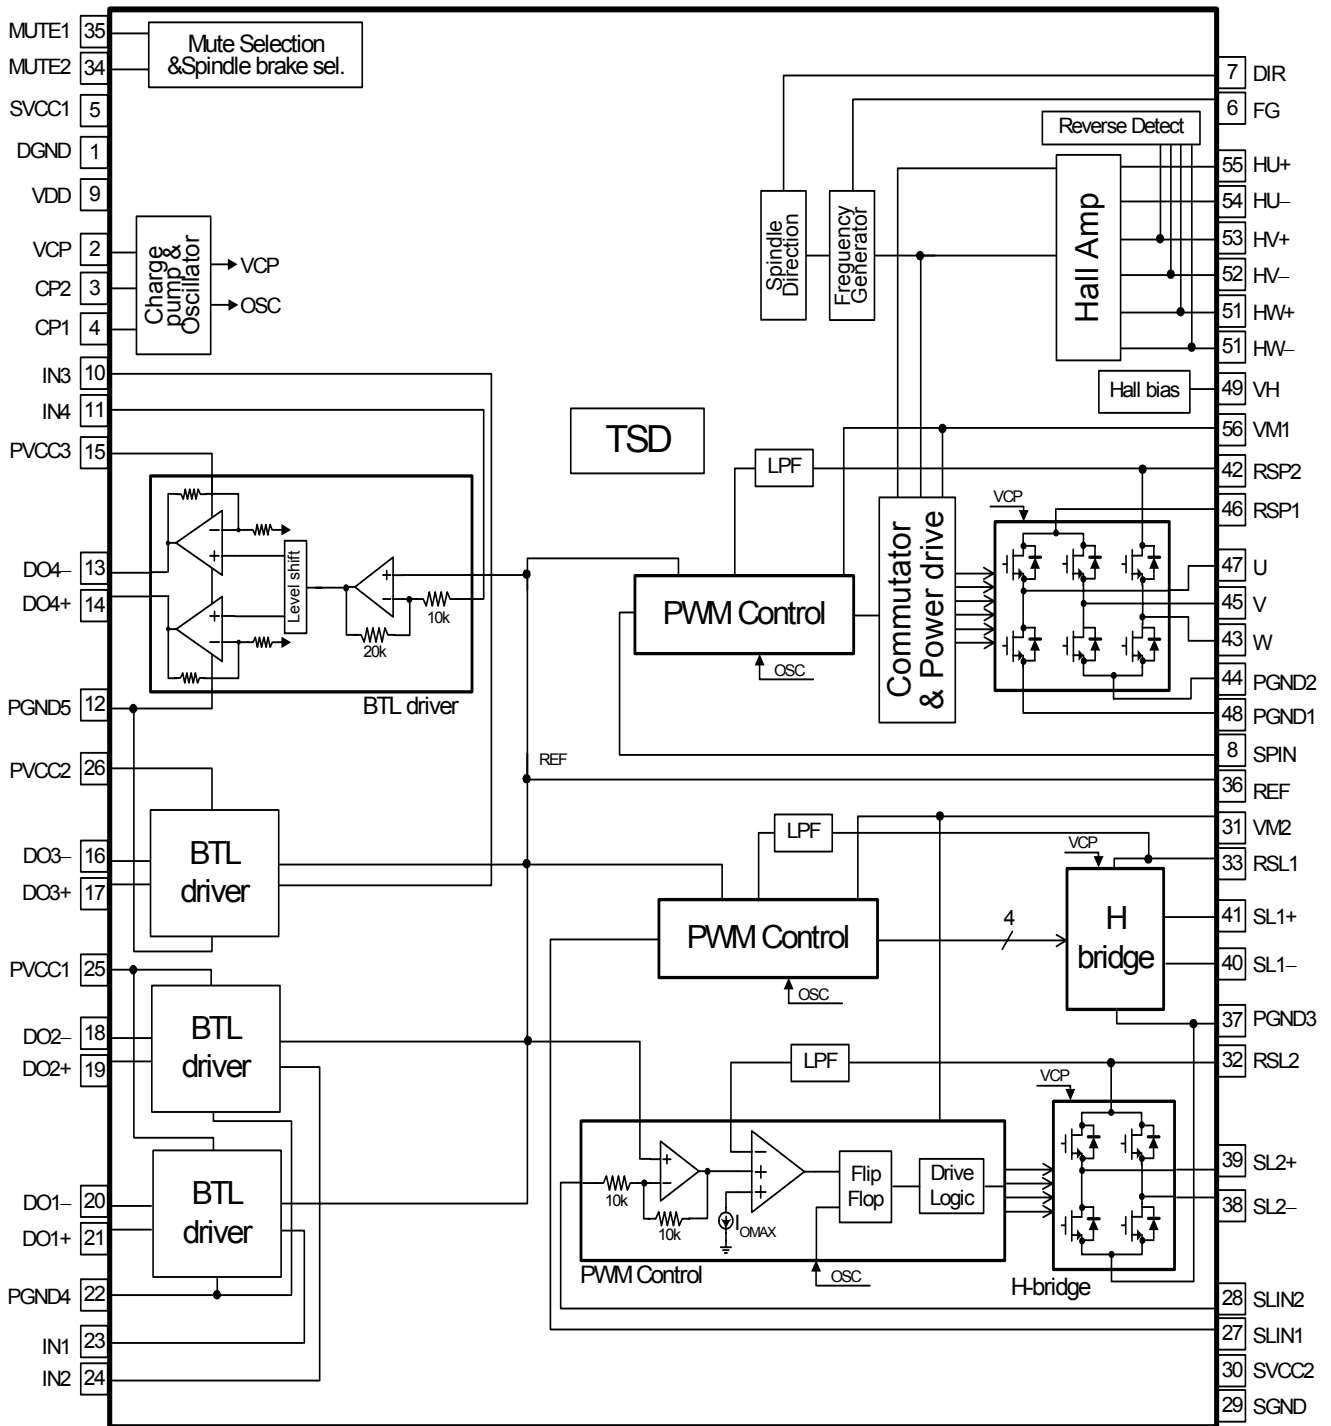 MUTE1 35
MUTE2 34
SVCC1 5
DGND 1
VDD 9
VCP 2
CP2 3
CP1 4
IN3 10
IN4 11
PVCC3 15
DO4– 13
DO4+ 14
PGND5 12
PVCC2 26
DO3– 16
DO3+ 17
PVCC1 25
DO2– 18
DO2+ 19
DO1– 20
DO1+ 21
PGND4 22
IN1 23
IN2 24
Mute Selection
&Spindle brake sel.
Charge
pump &
Oscillator
VCP
OSC
TSD
– +
+ –
Level shift
+ –
10k
20k
BTL driver
BTL
driver
BTL
driver
BTL
driver
REF
Spindle
Direction
Freguency
Generator
Reverse Detect
Hall Amp
Hall bias
LPF
PWM Control
OSC
Commutator
& Power drive
VCP
LPF
PWM Control
OSC
4
VCP
H
bridge
LPF
VCP
10k
+ –
10k
– + +
IOMAX
Flip
Flop
Drive
Logic
PWM Control
OSC
H-bridge
7 DIR
6 FG
55 HU+
54 HU–
53 HV+
52 HV–
51 HW+
51 HW–
49 VH
56 VM1
42 RSP2
46 RSP1
47 U
45 V
43 W
44 PGND2
48 PGND1
8 SPIN
36 REF
31 VM2
33 RSL1
41 SL1+
40 SL1–
37 PGND3
32 RSL2
39 SL2+
38 SL2–
28 SLIN2
27 SLIN1
30 SVCC2
29 SGND